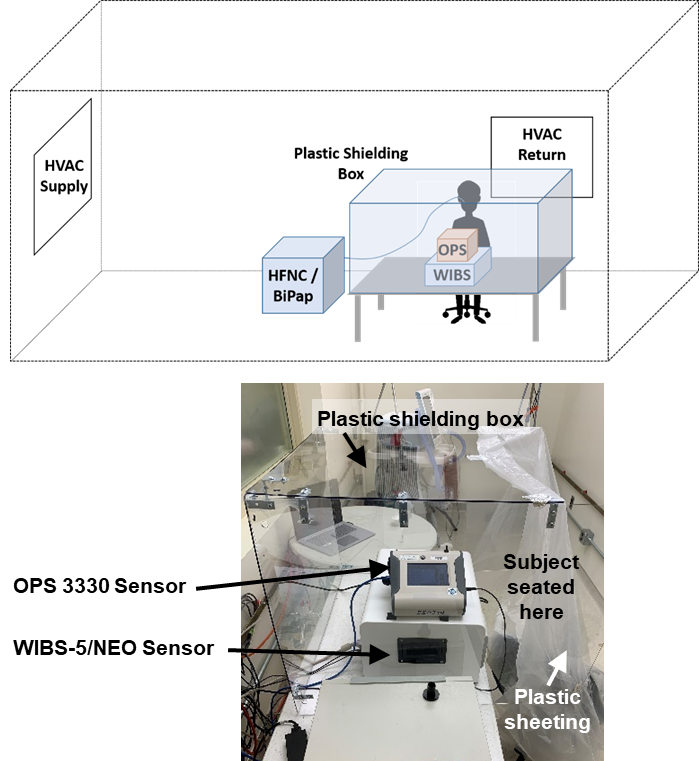 HVAC
Supply
Plastic Shielding
Box
HVAC
Return
OPS
WIBS
HFNC /
BiPap
Plastic shielding box
OPS 3330 Sensor
WIBS-5/NEO Sensor
Subject
seated
here
Plastic
sheeting